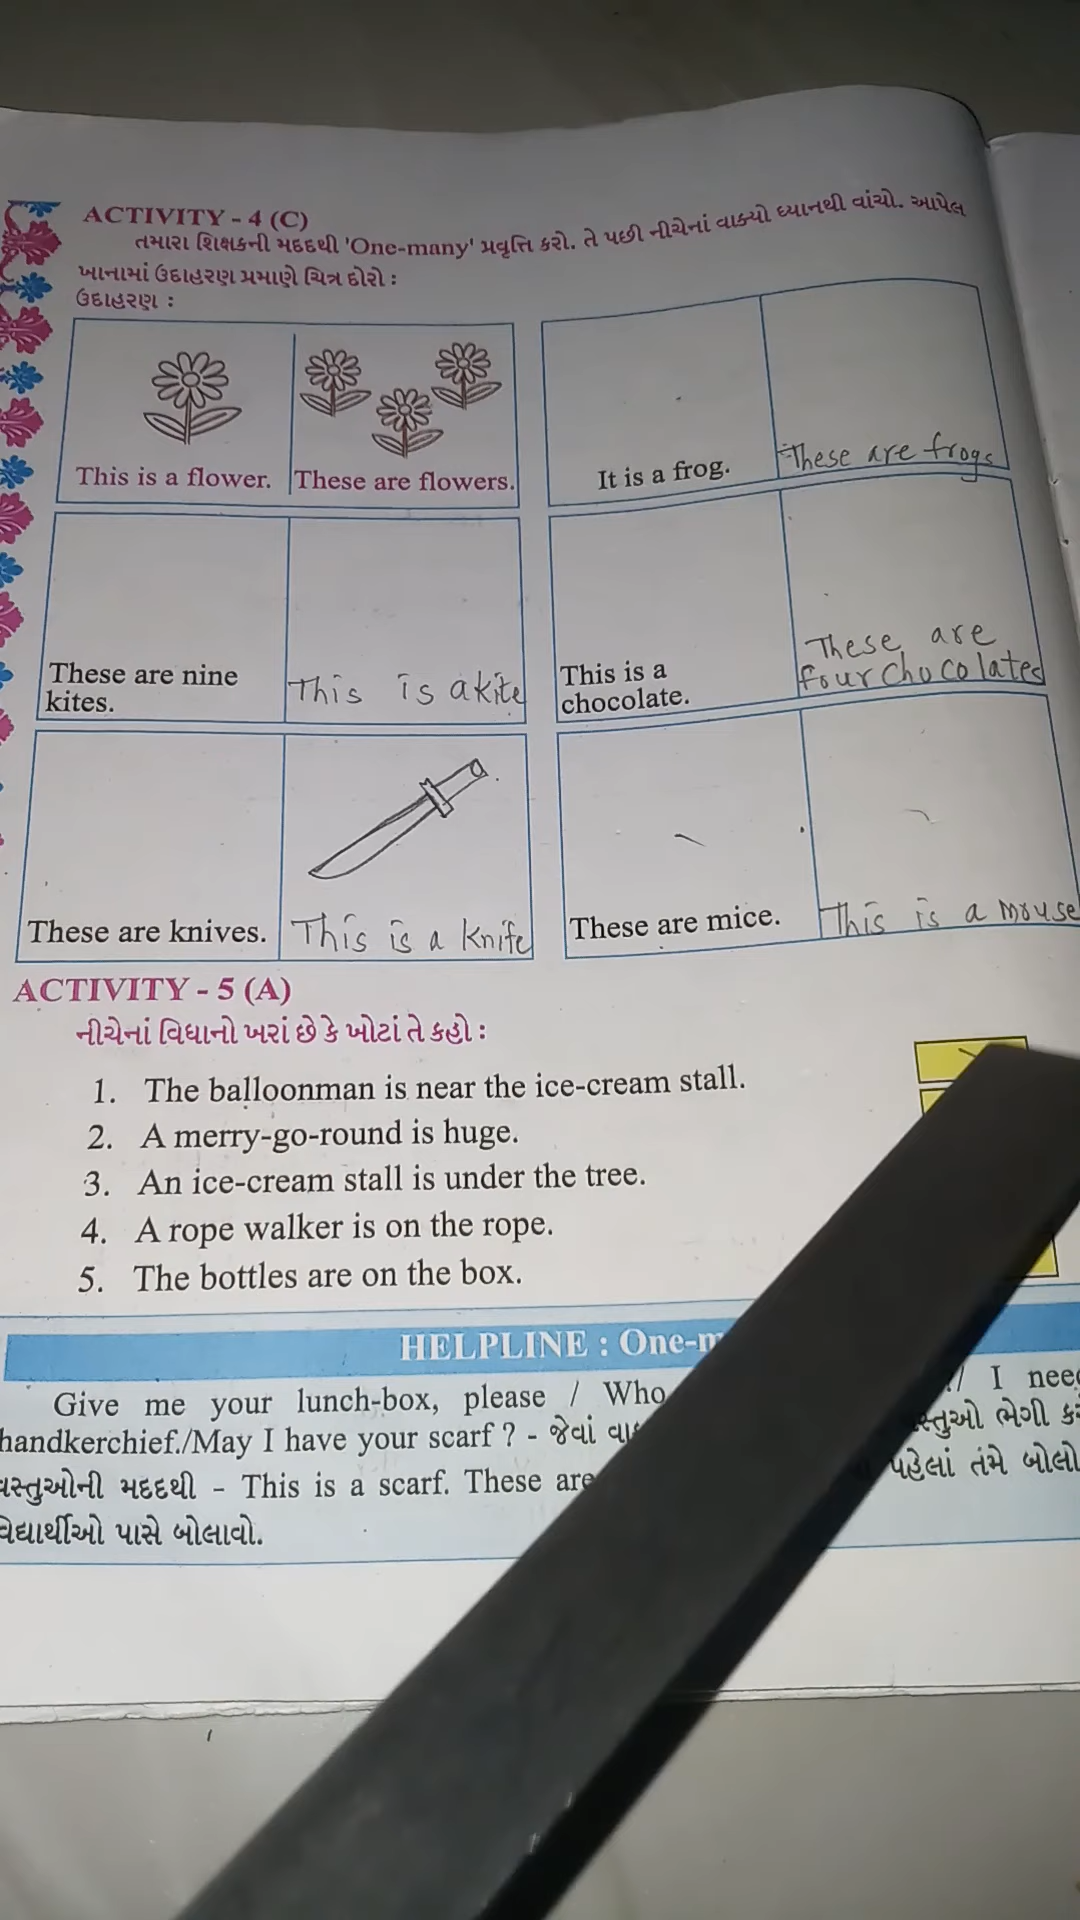 ACTIVITY - 4 (C)
તમારા શિક્ષકની મદદથી 'One-many' પ્રવૃત્તિ કરો. તે પછી નીચેનાં વાક્યો ધ્યાનથી વાંચો. આપેલ
ખાનામાં ઉદાહરણ પ્રમાણે ચિત્ર દોરો :
ઉદાહરણ :
This is a flower.
These are flowers.
It is a frog.
These are frogs
These are nine
kites.
This is a kite
This is a
chocolate.
These are
four chocolates
These are knives.
This is a knife
These are mice.
This is a mouse
ACTIVITY - 5 (A)
નીચેનાં વિધાનો ખરાં છે કે ખોટાં તે કહો :
1. The balloonman is near the ice-cream stall.
2. A merry-go-round is huge.
3. An ice-cream stall is under the tree.
4. A rope walker is on the rope.
5. The bottles are on the box.
HELPLINE : One-m
Give me your lunch-box, please / Who / I need
handkerchief./May I have your scarf ? - જેવાં ભેગી
વસ્તુઓની મદદથી - This is a scarf. These are પહેલાં તમે બોલો
વિદ્યાર્થીઓ પાસે બોલાવો.